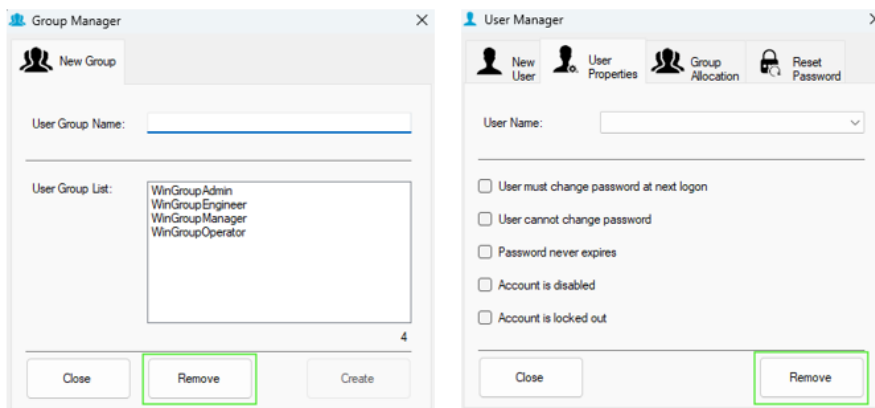 Group Manager
New Group
User Group Name:
User Group List:
WinGroupAdmin
WinGroupEngineer
WinGroupManager
WinGroupOperator
4
Close
Remove
Create
User Manager
New
User
User
Properties
Group
Allocation
Reset
Password
User Name:
User must change password at next logon
User cannot change password
Password never expires
Account is disabled
Account is locked out
Close
Remove